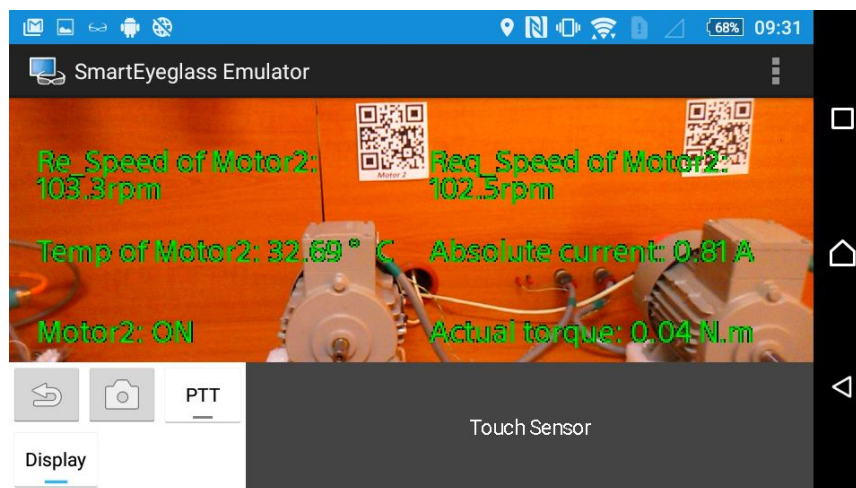 68% 09:31
SmartEyeglass Emulator
Motor 2
Re_Speed of Motor2:
103.3rpm
Req_Speed of Motor2:
102.5rpm
Temp of Motor2: 32.69 ° C
Absolute current: 0.81 A
Motor2: ON
Actual torque: 0.04 N.m
PTT
Touch Sensor
Display